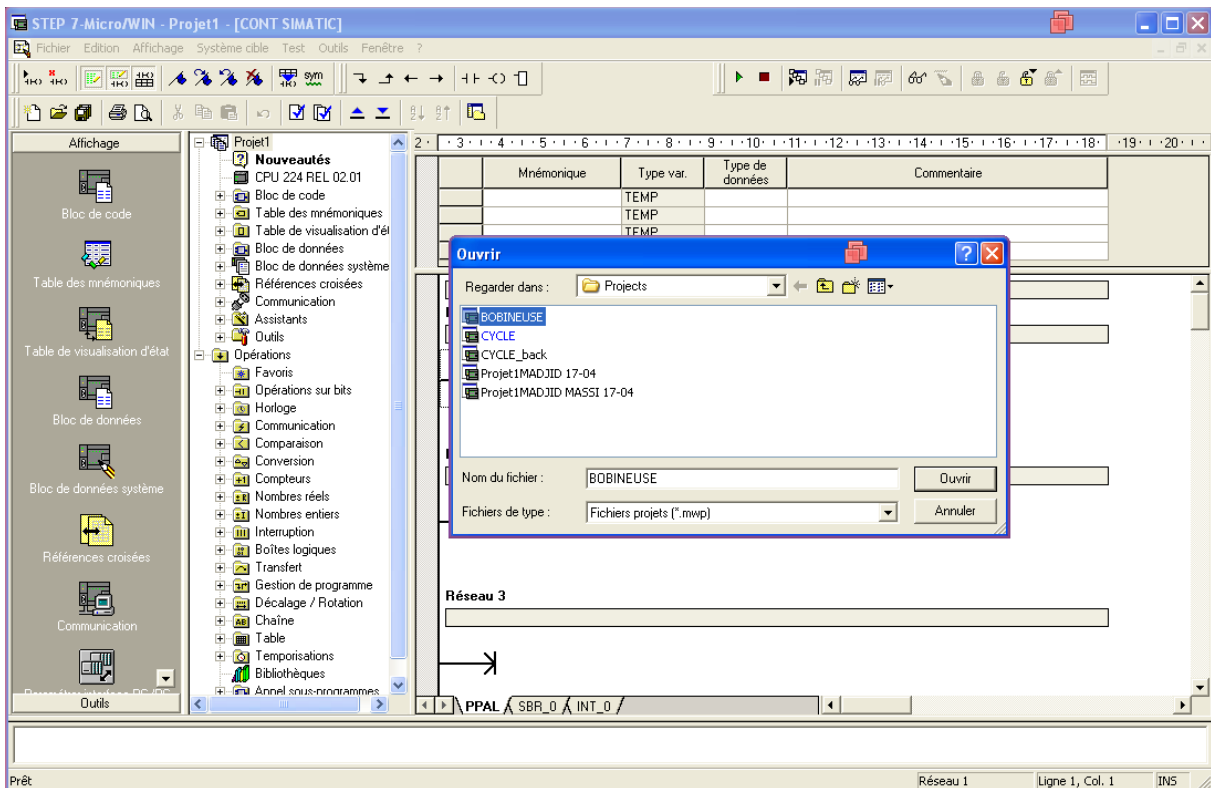 STEP 7-Micro/WIN - Projet1 - [CONT SIMATIC]
Fichier Edition Affichage Système cible Test Outils Fenêtre ?
sym
Affichage
Bloc de code
Table des mnémoniques
Table de visualisation d'état
Bloc de données
Bloc de données système
Références croisées
Communication
Outils
Projet1
Nouveautés
CPU 224 REL 02.01
Bloc de code
Table des mnémoniques
Table de visualisation d'ét
Bloc de données
Bloc de données système
Références croisées
Communication
Assistants
Outils
Opérations
Favoris
Opérations sur bits
Horloge
Communication
Comparaison
Conversion
Compteurs
Nombres réels
Nombres entiers
Interruption
Boîtes logiques
Transfert
Gestion de programme
Décalage / Rotation
Chaîne
Table
Temporisations
Bibliothèques
Appel sous-programmes
2 · 3 · 4 · 5 · 6 · 7 · 8 · 9 · 10 · 11 · 12 · 13 · 14 · 15 · 16 · 17 · 18 · 19 · 20
Mnémonique Type var. Type de données Commentaire
TEMP
TEMP
TEMP
Ouvrir
Regarder dans : Projects
BOBINEUSE
CYCLE
CYCLE_back
Projet1MADJID 17-04
Projet1MADJID MASSI 17-04
Nom du fichier : BOBINEUSE Ouvrir
Fichiers de type : Fichiers projets (*.mwp) Annuler
Réseau 3
PPAL SBR_0 INT_0
Prêt Réseau 1 Ligne 1, Col. 1 INS